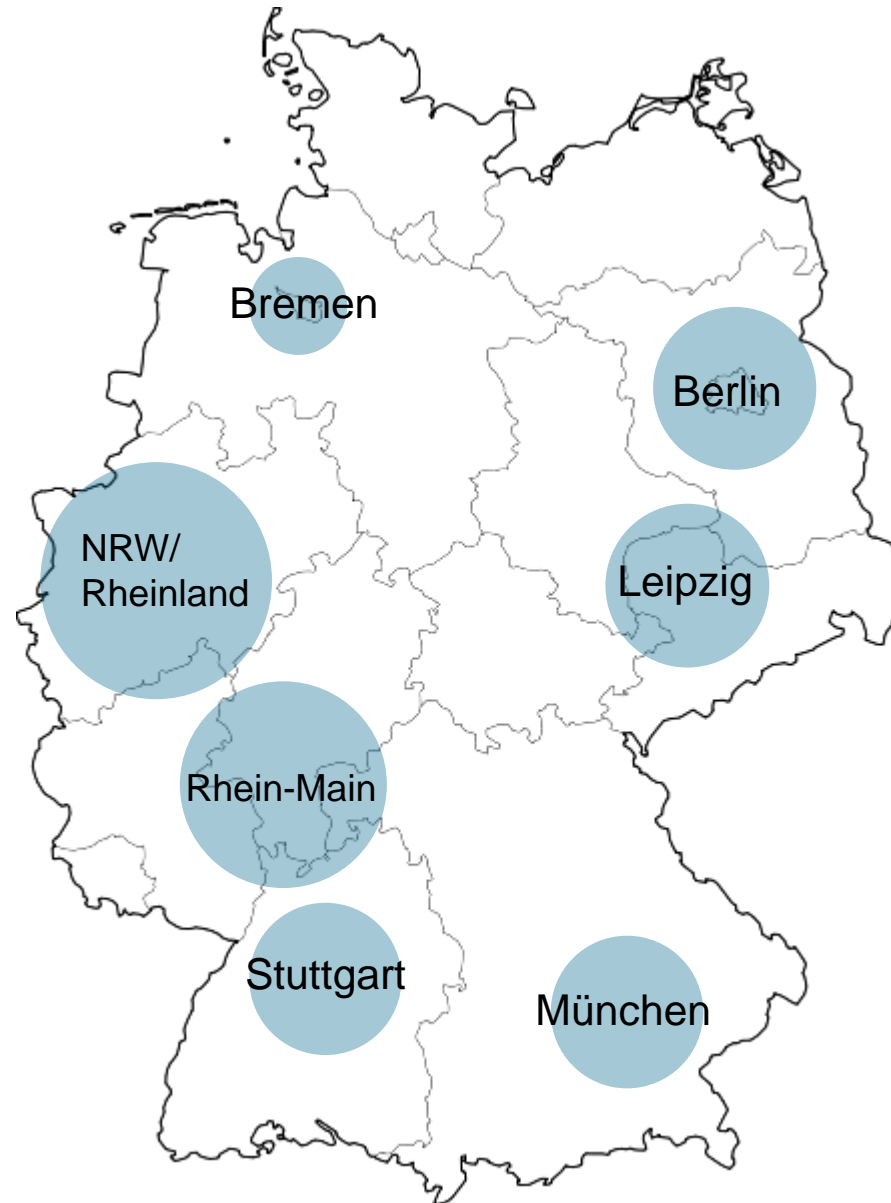 Bremen
Berlin
NRW/
Rheinland
Leipzig
Rhein-Main
Stuttgart
München